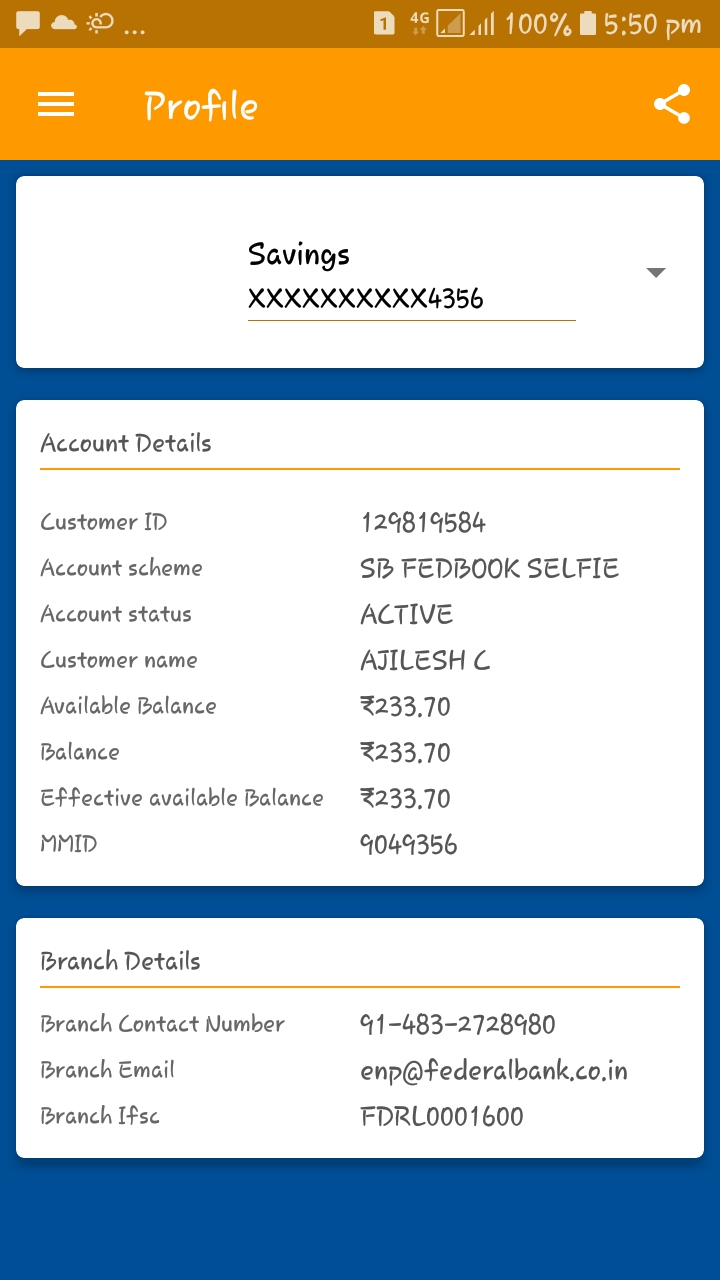 ... 1 4G 100% 5:50 pm
Profile
Savings
XXXXXXXXXX4356
Account Details
Customer ID 129819584
Account scheme SB FEDBOOK SELFIE
Account status ACTIVE
Customer name AJILESH C
Available Balance ₹233.70
Balance ₹233.70
Effective available Balance ₹233.70
MMID 9049356
Branch Details
Branch Contact Number 91-483-2728980
Branch Email enp@federalbank.co.in
Branch Ifsc FDRL0001600